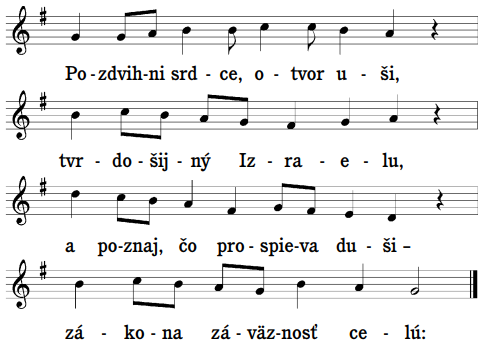 Po - zdvih - ni srd - ce, o - tvor u - ši,
tvr - do - šij - ný Iz - ra - e - lu,
a po - znaj, čo pro - spie - va du - ši –
zá - ko - na zá - väz - nosť ce - lú: